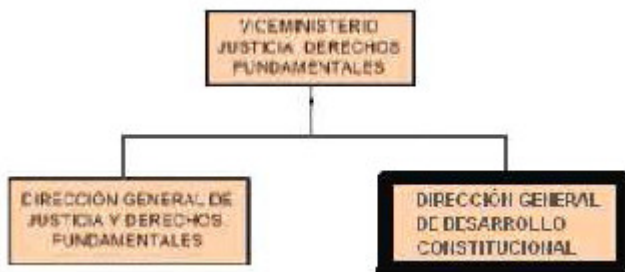 VICEMINISTERIO
JUSTICIA DERECHOS
FUNDAMENTALES
DIRECCIÓN GENERAL DE
JUSTICIA Y DERECHOS
FUNDAMENTALES
DIRECCIÓN GENERAL
DE DESARROLLO
CONSTITUCIONAL